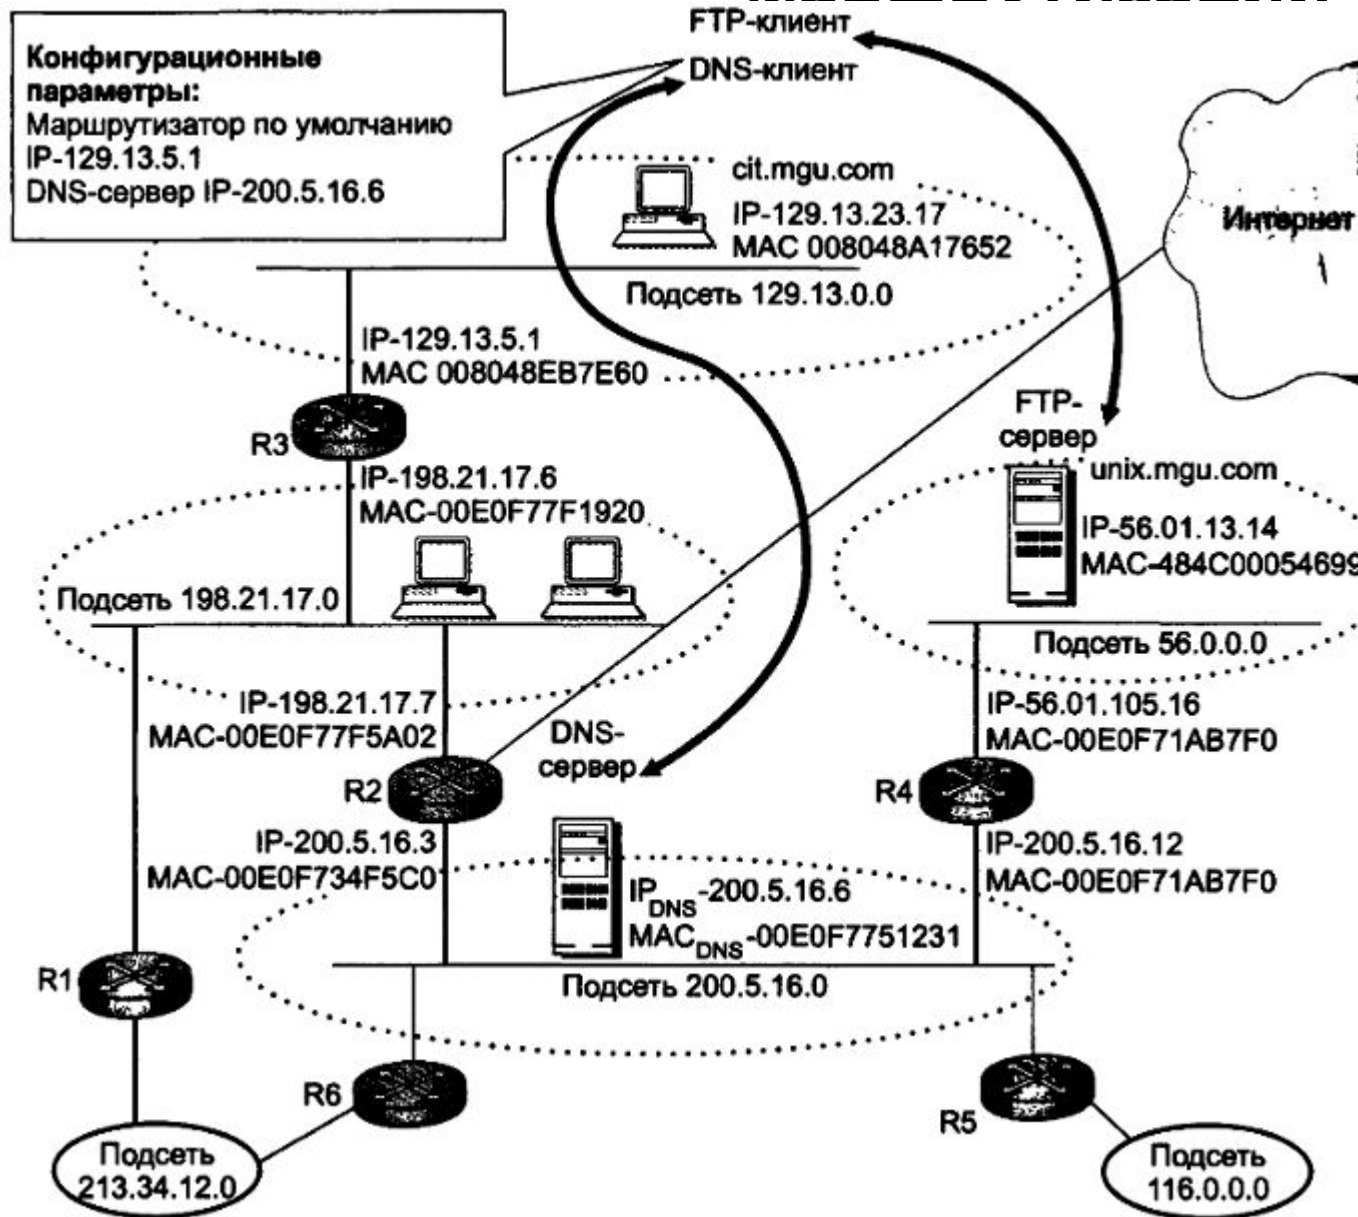 FTP-клиент
DNS-клиент
Конфигурационные
параметры:
Маршрутизатор по умолчанию
IP-129.13.5.1
DNS-сервер IP-200.5.16.6
cit.mgu.com
IP-129.13.23.17
MAC 008048A17652
Интернет
Подсеть 129.13.0.0
IP-129.13.5.1
MAC 008048EB7E60
R3
FTP-
сервер
unix.mgu.com
IP-56.01.13.14
MAC-484C00054699
IP-198.21.17.6
MAC-00E0F77F1920
Подсеть 198.21.17.0
Подсеть 56.0.0.0
IP-198.21.17.7
MAC-00E0F77F5A02
R2
DNS-
сервер
IP-56.01.105.16
MAC-00E0F71AB7F0
R4
IP-200.5.16.3
MAC-00E0F734F5C0
IP-200.5.16.12
MAC-00E0F71AB7F0
IPDNS-200.5.16.6
MACDNS-00E0F7751231
R1
Подсеть 200.5.16.0
R6
R5
Подсеть
213.34.12.0
Подсеть
116.0.0.0